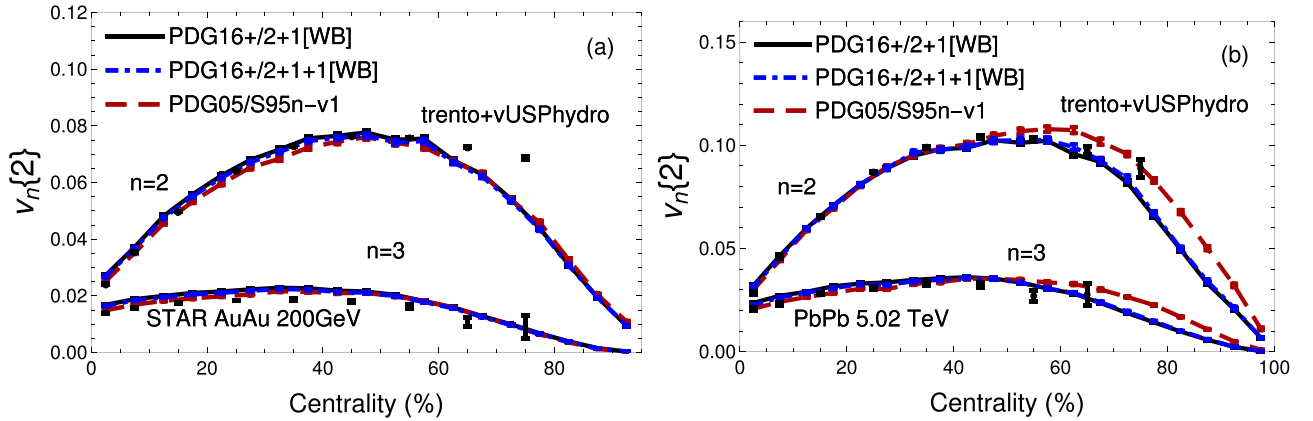 0.12
0.10
0.08
0.06
0.04
0.02
0.00
v_n{2}
PDG16+/2+1[WB]
PDG16+/2+1+1[WB]
PDG05/S95n-v1
(a)
trento+vUSPhydro
n=2
n=3
STAR AuAu 200GeV
0 20 40 60 80
Centrality (%)
0.15
0.10
0.05
0.00
v_n{2}
PDG16+/2+1[WB]
PDG16+/2+1+1[WB]
PDG05/S95n-v1
(b)
trento+vUSPhydro
n=2
n=3
PbPb 5.02 TeV
0 20 40 60 80 100
Centrality (%)